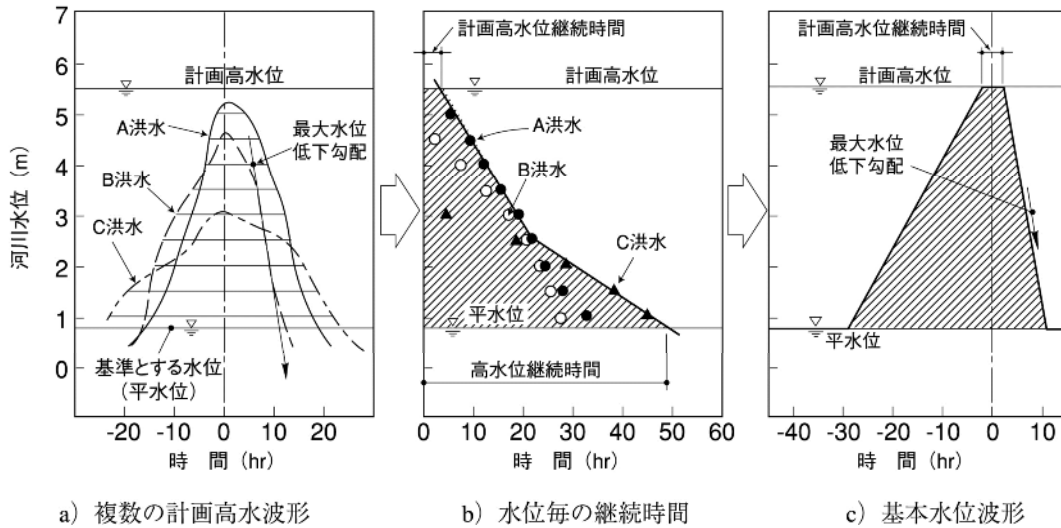 河川水位 (m)
7
6
5
4
3
2
1
0
計画高水位
A洪水
B洪水
C洪水
最大水位
低下勾配
基準とする水位
(平水位)
-20 -10 0 10 20
時 間 (hr)
a) 複数の計画高水波形
計画高水位継続時間
計画高水位
A洪水
B洪水
C洪水
平水位
高水位継続時間
0 10 20 30 40 50 60
時 間 (hr)
b) 水位毎の継続時間
計画高水位継続時間
計画高水位
最大水位
低下勾配
平水位
-40 -30 -20 -10 0 10
時 間 (hr)
c) 基本水位波形